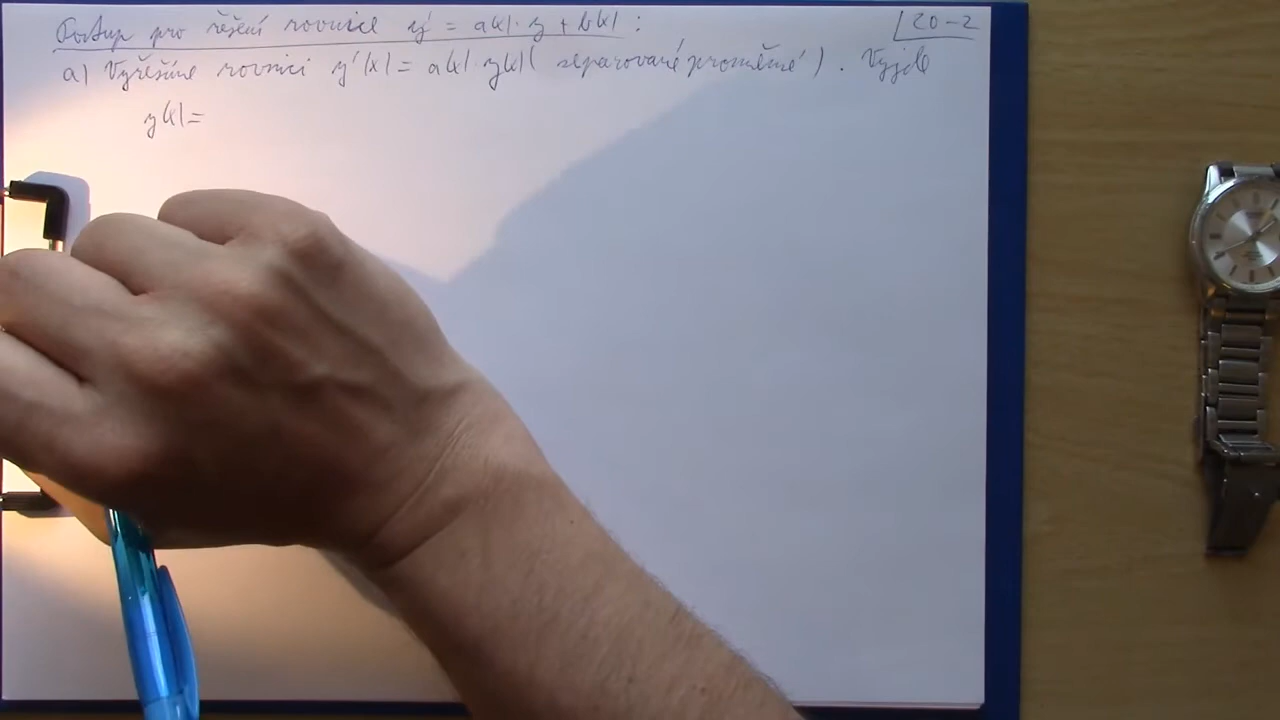 Postup pro řešení rovnice y' = a(x)·y + b(x) :
20-2
a) Vyřešíme rovnici y'(x) = a(x)·y(x) (separované proměnné). Vyjde
y(x) =